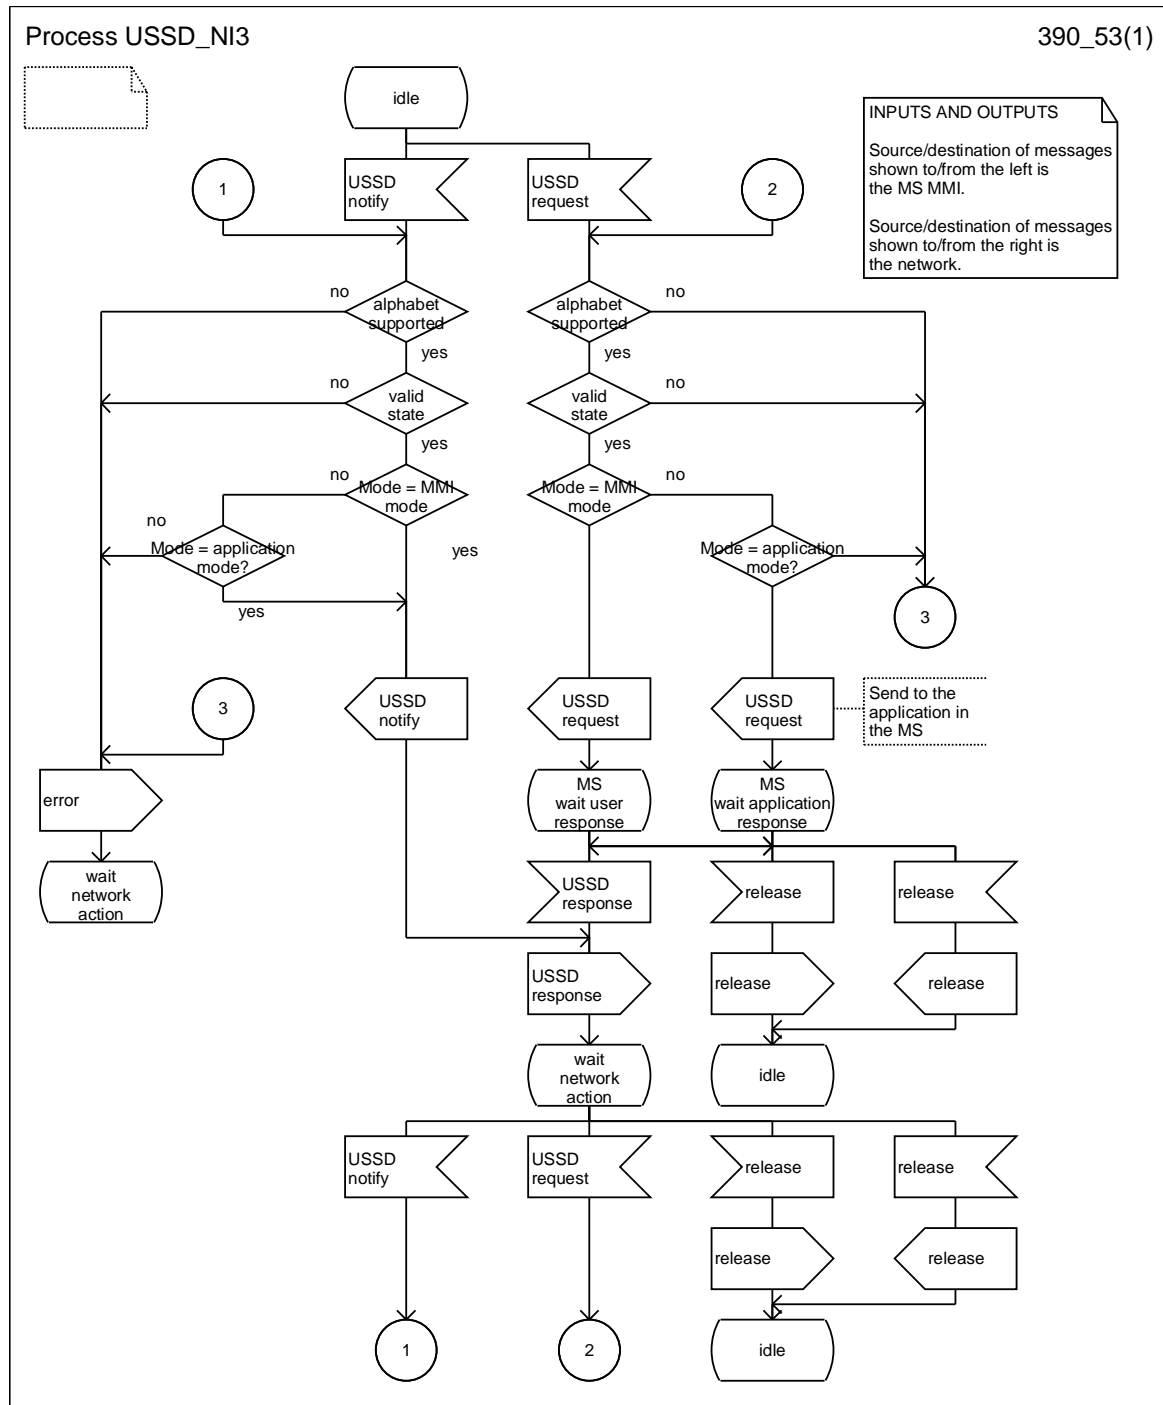 Process USSD_NI3
390_53(1)
idle
INPUTS AND OUTPUTS
Source/destination of messages
shown to/from the left is
the MS MMI.
Source/destination of messages
shown to/from the right is
the network.
1
USSD
notify
USSD
request
2
no
alphabet
supported
yes
alphabet
supported
no
yes
no
valid
state
yes
valid
state
no
yes
no
Mode = MMI
mode
yes
Mode = MMI
mode
no
no
Mode = application
mode?
yes
Mode = application
mode?
3
3
USSD
notify
USSD
request
USSD
request
Send to the
application in
the MS
error
MS
wait user
response
MS
wait application
response
wait
network
action
USSD
response
release
release
USSD
response
release
release
wait
network
action
idle
USSD
notify
USSD
request
release
release
release
release
1
2
idle